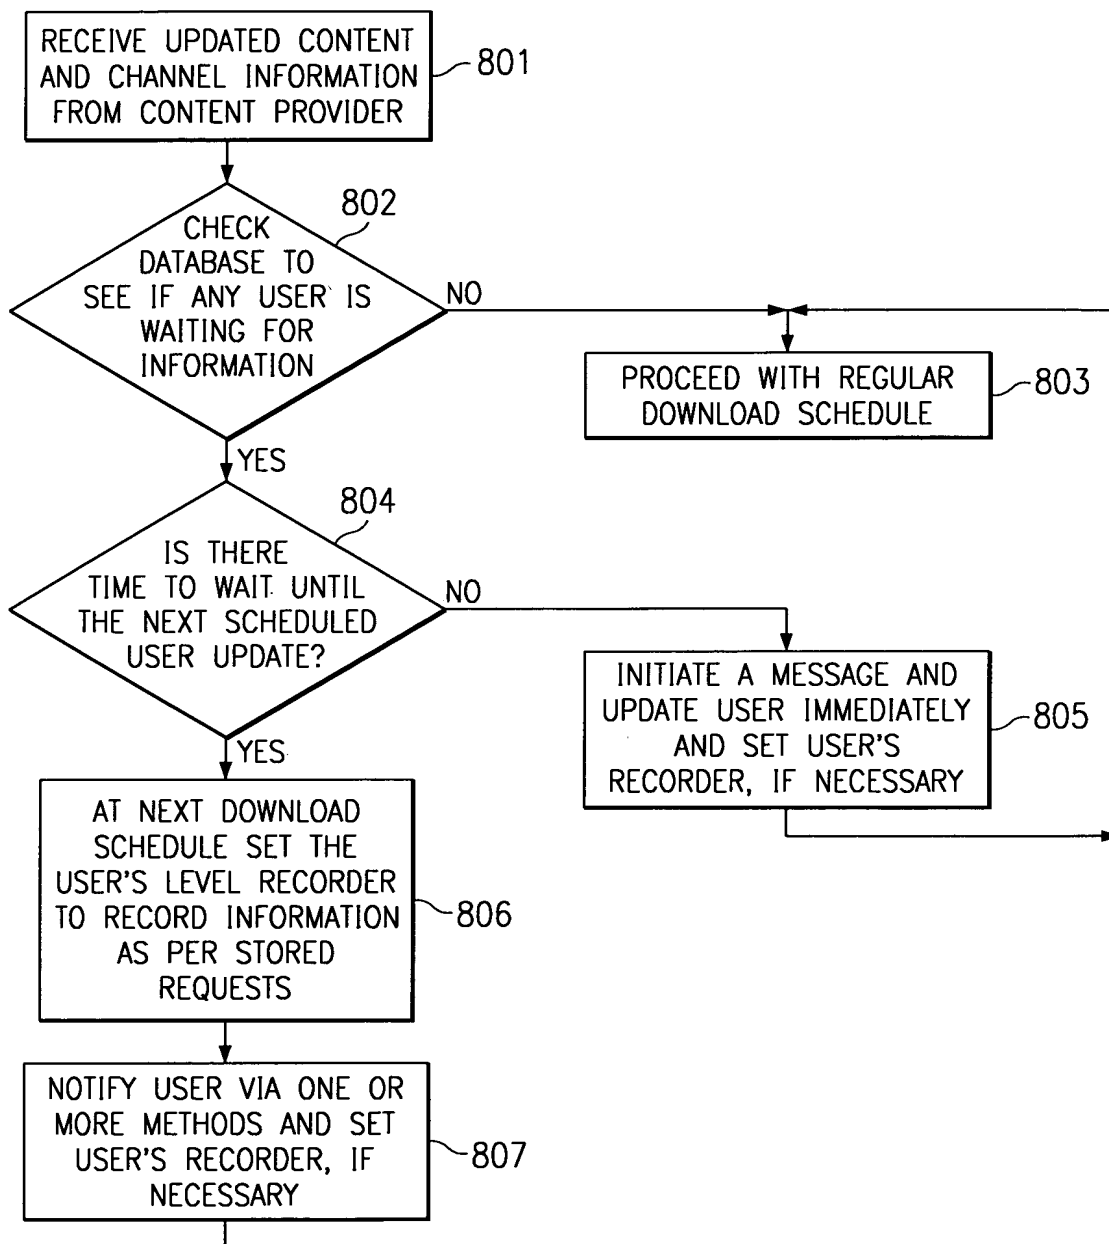 RECEIVE UPDATED CONTENT
AND CHANNEL INFORMATION
FROM CONTENT PROVIDER
801
802
CHECK
DATABASE TO
SEE IF ANY USER IS
WAITING FOR
INFORMATION
NO
YES
PROCEED WITH REGULAR
DOWNLOAD SCHEDULE
803
804
IS THERE
TIME TO WAIT UNTIL
THE NEXT SCHEDULED
USER UPDATE?
NO
YES
INITIATE A MESSAGE AND
UPDATE USER IMMEDIATELY
AND SET USER'S
RECORDER, IF NECESSARY
805
AT NEXT DOWNLOAD
SCHEDULE SET THE
USER'S LEVEL RECORDER
TO RECORD INFORMATION
AS PER STORED
REQUESTS
806
NOTIFY USER VIA ONE OR
MORE METHODS AND SET
USER'S RECORDER, IF
NECESSARY
807